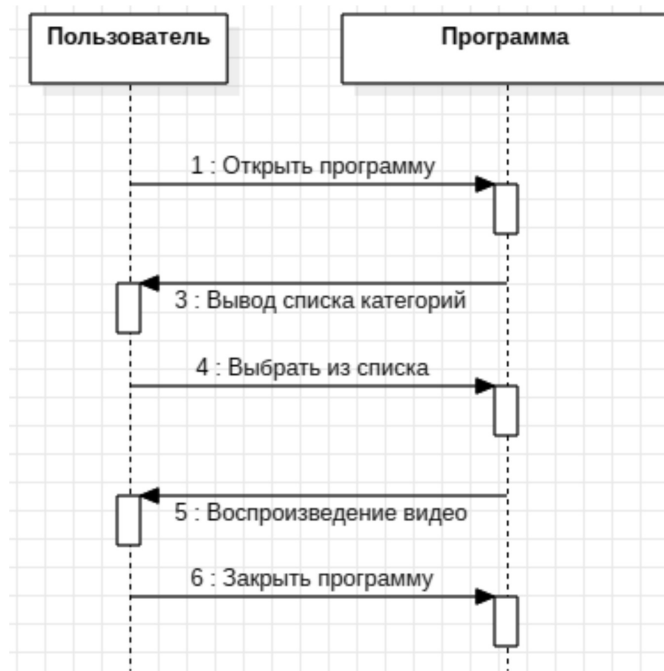 Пользователь
Программа
1 : Открыть программу
3 : Вывод списка категорий
4 : Выбрать из списка
5 : Воспроизведение видео
6 : Закрыть программу